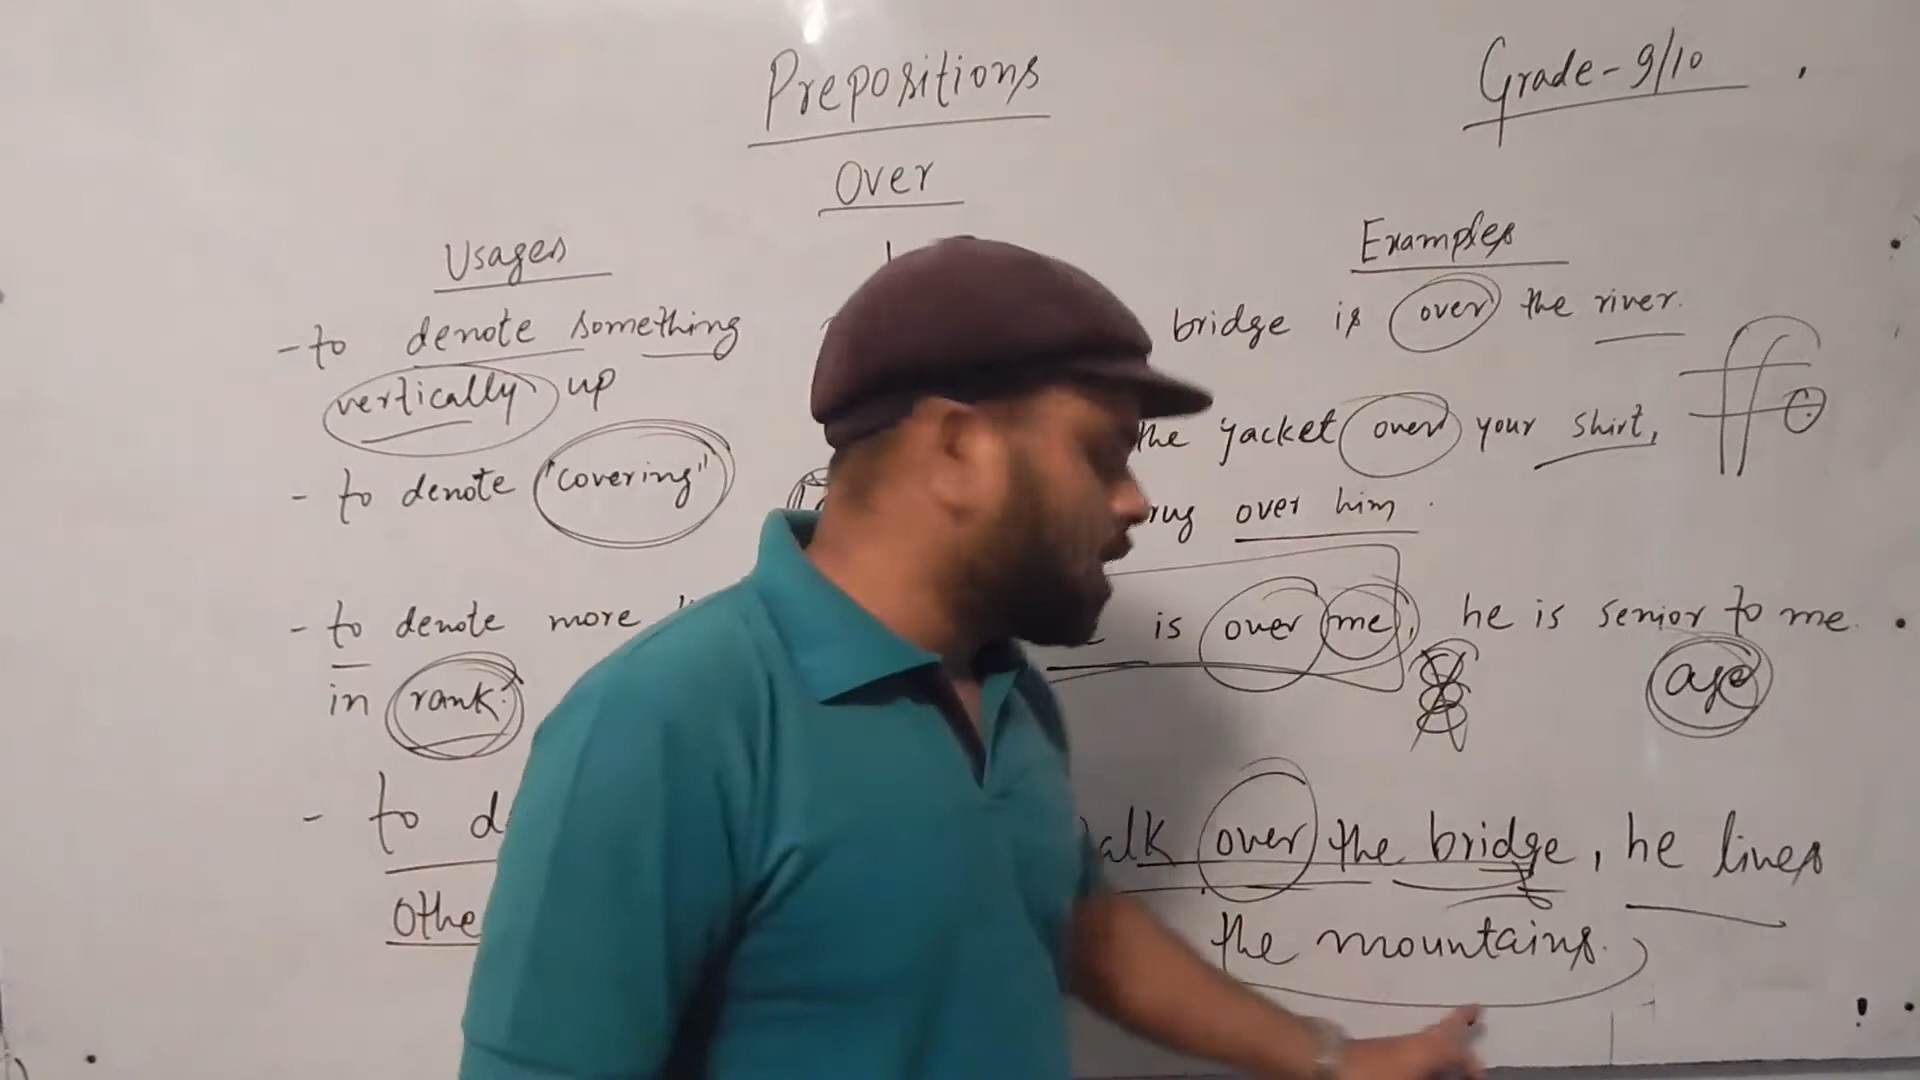 Prepositions
Grade-9/10
Over
Usages
Examples
- to denote something
vertically up
- to denote "covering"
- to denote more
in rank.
- to d
Othe
bridge is over the river.
the jacket over your shirt,
rug over him.
is over me, he is senior to me.
age
alk over the bridge, he lives
the mountains.